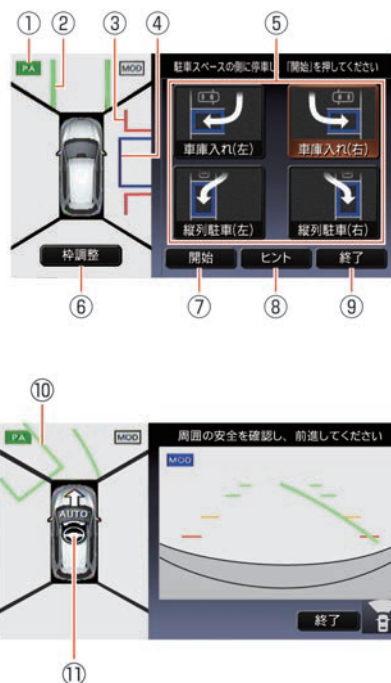 ① ② ③ ④ ⑤
PA MOD
駐車スペースの側に停車し、「開始」を押してください
車庫入れ(左) 車庫入れ(右)
縦列駐車(左) 縦列駐車(右)
枠調整 開始 ヒント 終了
⑥ ⑦ ⑧ ⑨
⑩
PA MOD 周囲の安全を確認し、前進してください
MOD
AUTO
終了
⑪